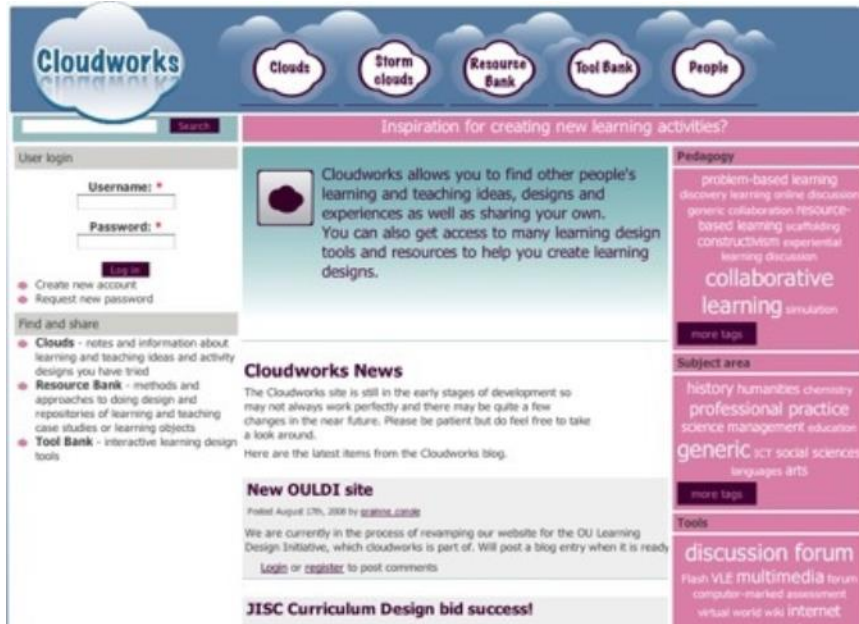 Cloudworks
Clouds
Storm
clouds
Resource
Bank
Tool Bank
People
Search
Inspiration for creating new learning activities?
User login
Username: *
Password: *
Log in
Create new account
Request new password
Find and share
Clouds - notes and information about
learning and teaching ideas and activity
designs you have tried
Resource Bank - methods and
approaches to doing design and
repositories of learning and teaching
case studies or learning objects
Tool Bank - interactive learning design
tools
Cloudworks allows you to find other people's
learning and teaching ideas, designs and
experiences as well as sharing your own.
You can also get access to many learning design
tools and resources to help you create learning
designs.
Cloudworks News
The Cloudworks site is still in the early stages of development so
may not always work perfectly and there may be quite a few
changes in the near future. Please be patient but do feel free to take
a look around.
Here are the latest items from the Cloudworks blog.
New OULDI site
Posted August 17th, 2008 by grainne_conole
We are currently in the process of revamping our website for the OU Learning
Design Initiative, which cloudworks is part of. Will post a blog entry when it is ready
Login or register to post comments
JISC Curriculum Design bid success!
Pedagogy
problem-based learning
discovery learning online discussion
generic collaboration resource-
based learning scaffolding
constructivism experiential
learning discussion
collaborative
learning simulation
more tags
Subject area
history humanities chemistry
professional practice
science management education
generic ICT social sciences
languages arts
more tags
Tools
discussion forum
Flash VLE multimedia forum
computer-marked assessment
virtual world wiki internet